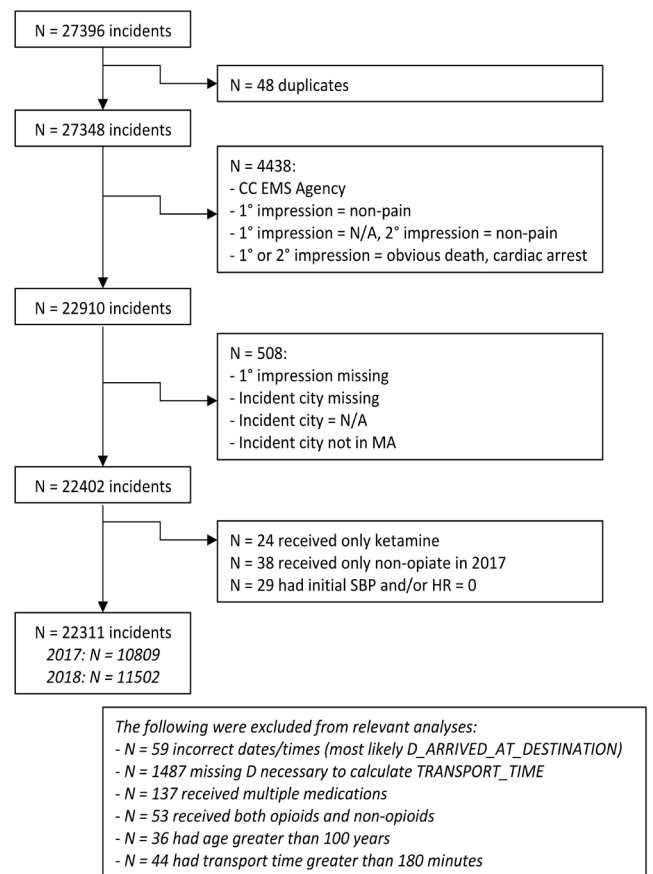 N = 27396 incidents
N = 48 duplicates
N = 27348 incidents
N = 4438:
- CC EMS Agency
- 1° impression = non-pain
- 1° impression = N/A, 2° impression = non-pain
- 1° or 2° impression = obvious death, cardiac arrest
N = 22910 incidents
N = 508:
- 1° impression missing
- Incident city missing
- Incident city = N/A
- Incident city not in MA
N = 22402 incidents
N = 24 received only ketamine
N = 38 received only non-opiate in 2017
N = 29 had initial SBP and/or HR = 0
N = 22311 incidents
2017: N = 10809
2018: N = 11502
The following were excluded from relevant analyses:
- N = 59 incorrect dates/times (most likely D_ARRIVED_AT_DESTINATION)
- N = 1487 missing D necessary to calculate TRANSPORT_TIME
- N = 137 received multiple medications
- N = 53 received both opioids and non-opioids
- N = 36 had age greater than 100 years
- N = 44 had transport time greater than 180 minutes